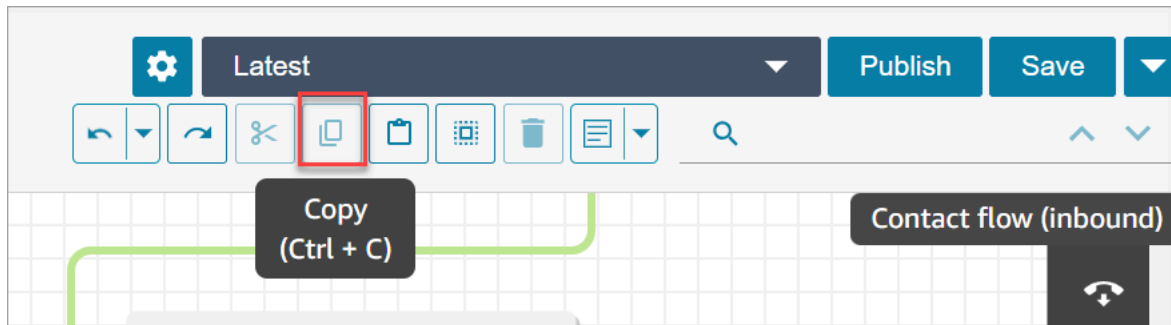 Latest
Publish
Save
Copy
(Ctrl + C)
Contact flow (inbound)